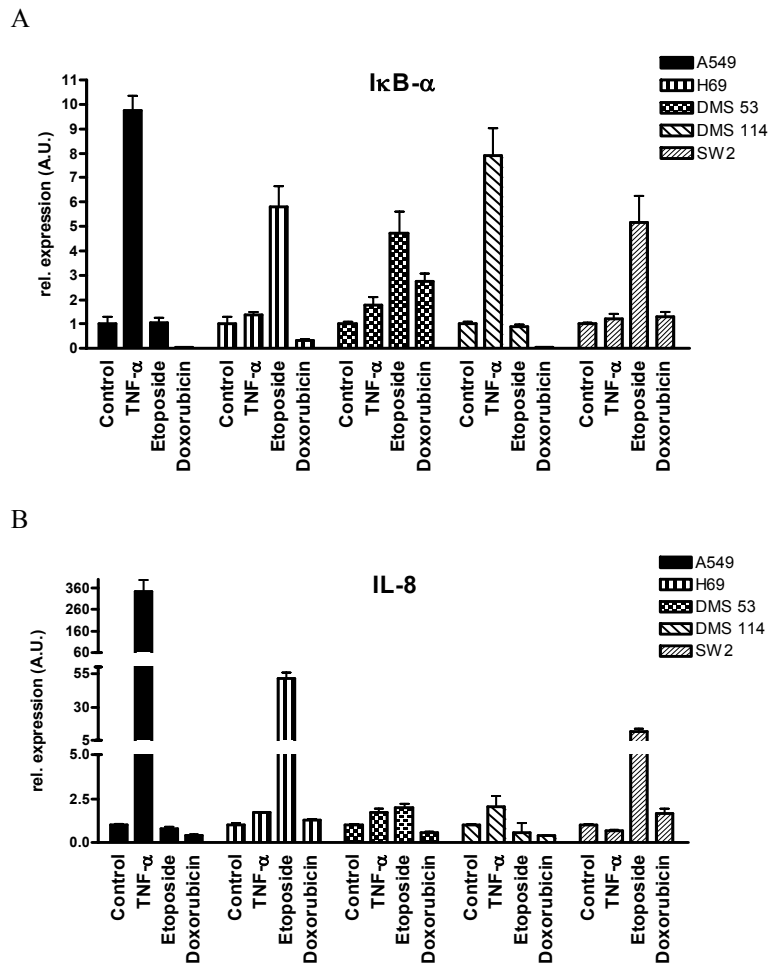 A
IκB-α
A549
H69
DMS 53
DMS 114
SW2
rel. expression (A.U.)
11
10
9
8
7
6
5
4
3
2
1
0
Control
TNF-α
Etoposide
Doxorubicin
Control
TNF-α
Etoposide
Doxorubicin
Control
TNF-α
Etoposide
Doxorubicin
Control
TNF-α
Etoposide
Doxorubicin
Control
TNF-α
Etoposide
Doxorubicin
B
IL-8
A549
H69
DMS 53
DMS 114
SW2
rel. expression (A.U.)
360
260
160
60
55
30
5
5.0
2.5
0.0
Control
TNF-α
Etoposide
Doxorubicin
Control
TNF-α
Etoposide
Doxorubicin
Control
TNF-α
Etoposide
Doxorubicin
Control
TNF-α
Etoposide
Doxorubicin
Control
TNF-α
Etoposide
Doxorubicin